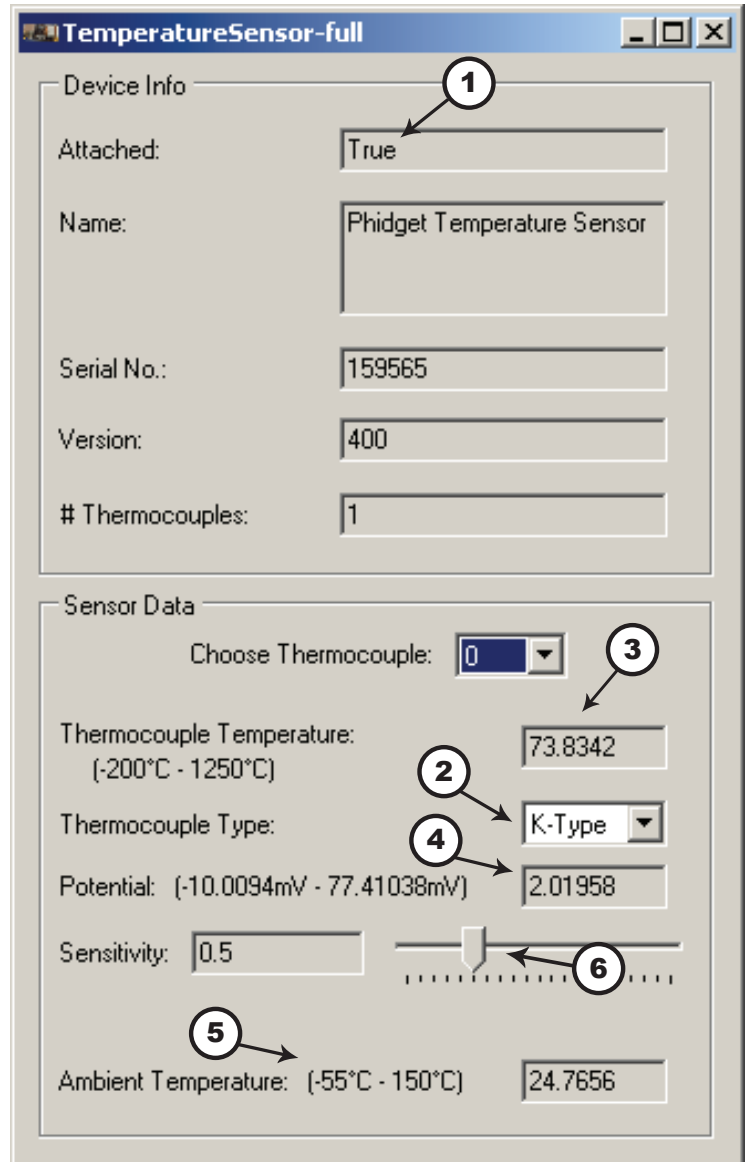 TemperatureSensor-full
Device Info
1
Attached: True
Name: Phidget Temperature Sensor
Serial No.: 159565
Version: 400
# Thermocouples: 1
Sensor Data
Choose Thermocouple: 0
3
Thermocouple Temperature: 73.8342
(-200°C - 1250°C)
2
Thermocouple Type: K-Type
4
Potential: (-10.0094mV - 77.41038mV) 2.01958
Sensitivity: 0.5
6
5
Ambient Temperature: (-55°C - 150°C) 24.7656